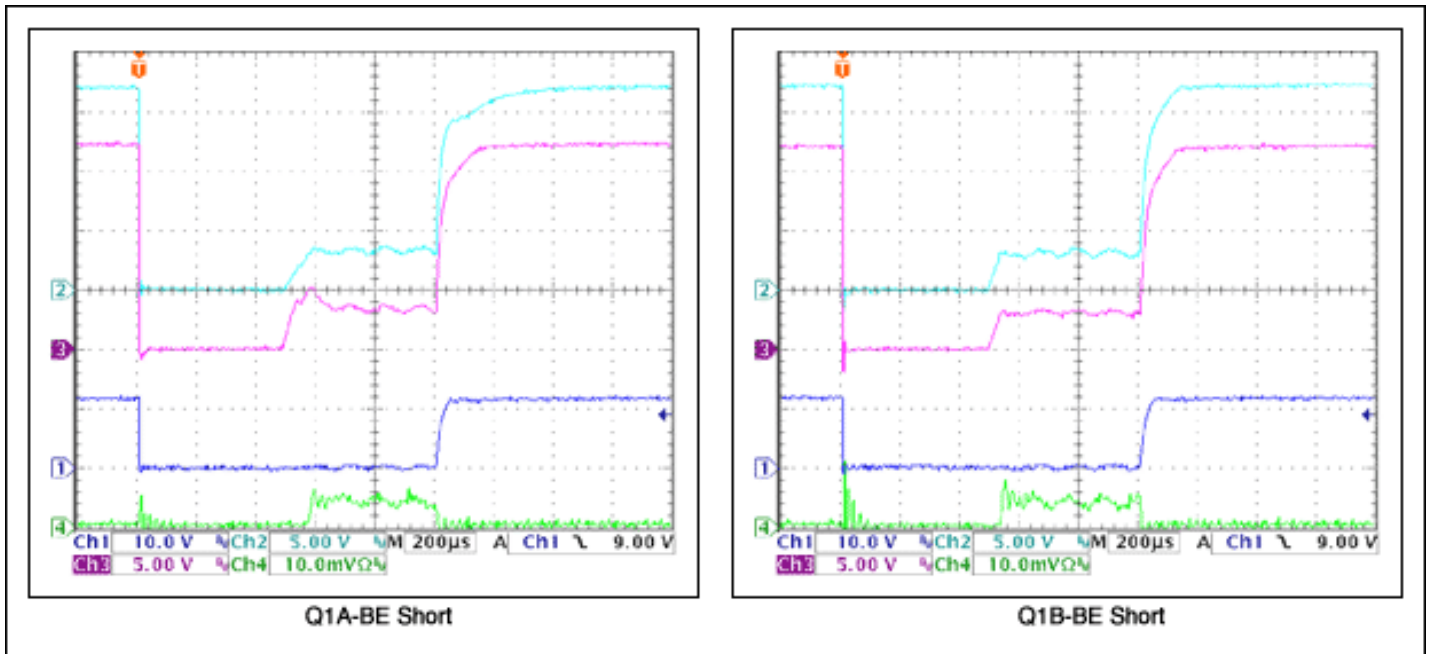 T
2
3
1
4
Ch1 10.0 V Ch2 5.00 V M 200µs A Ch1 9.00 V
Ch3 5.00 V Ch4 10.0mVΩ
Q1A-BE Short
T
2
3
1
4
Ch1 10.0 V Ch2 5.00 V M 200µs A Ch1 9.00 V
Ch3 5.00 V Ch4 10.0mVΩ
Q1B-BE Short